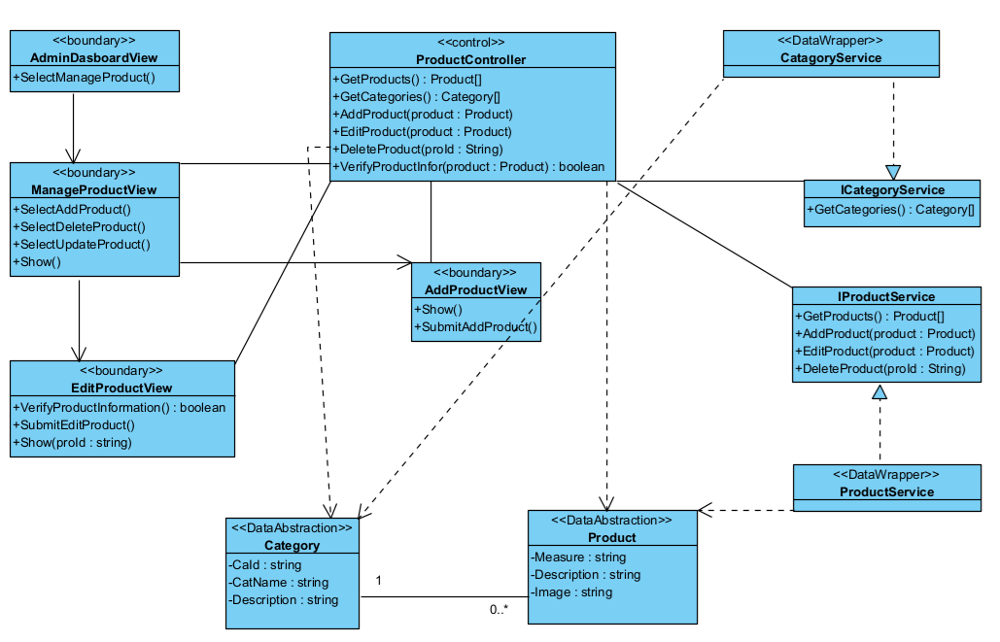 <<boundary>>
AdminDasboardView
+SelectManageProduct()
<<control>>
ProductController
+GetProducts() : Product[]
+GetCategories() : Category[]
+AddProduct(product : Product)
+EditProduct(product : Product)
+DeleteProduct(proId : String)
+VerifyProductInfor(product : Product) : boolean
<<DataWrapper>>
CatagoryService
<<boundary>>
ManageProductView
+SelectAddProduct()
+SelectDeleteProduct()
+SelectUpdateProduct()
+Show()
ICategoryService
+GetCategories() : Category[]
<<boundary>>
AddProductView
+Show()
+SubmitAddProduct()
IProductService
+GetProducts() : Product[]
+AddProduct(product : Product)
+EditProduct(product : Product)
+DeleteProduct(proId : String)
<<boundary>>
EditProductView
+VerifyProductInformation() : boolean
+SubmitEditProduct()
+Show(proId : string)
<<DataWrapper>>
ProductService
<<DataAbstraction>>
Category
-CaId : string
-CatName : string
-Description : string
1
0..*
<<DataAbstraction>>
Product
-Measure : string
-Description : string
-Image : string